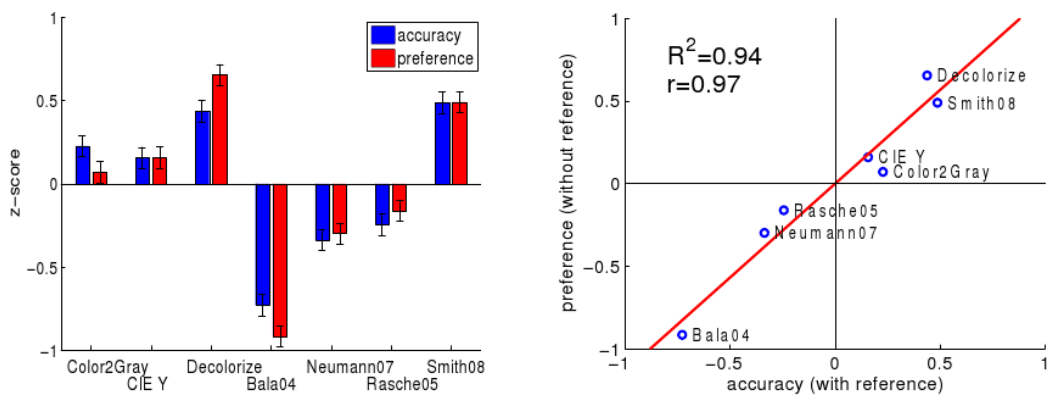 1
0.5
0
−0.5
−1
z−score
accuracy
preference
Color2Gray
CIE Y
Decolorize
Bala04
Neumann07
Rasche05
Smith08
R²=0.94
r=0.97
Decolorize
Smith08
CIE Y
Color2Gray
Rasche05
Neumann07
Bala04
1
0.5
0
−0.5
−1
preference (without reference)
−1 −0.5 0 0.5 1
accuracy (with reference)